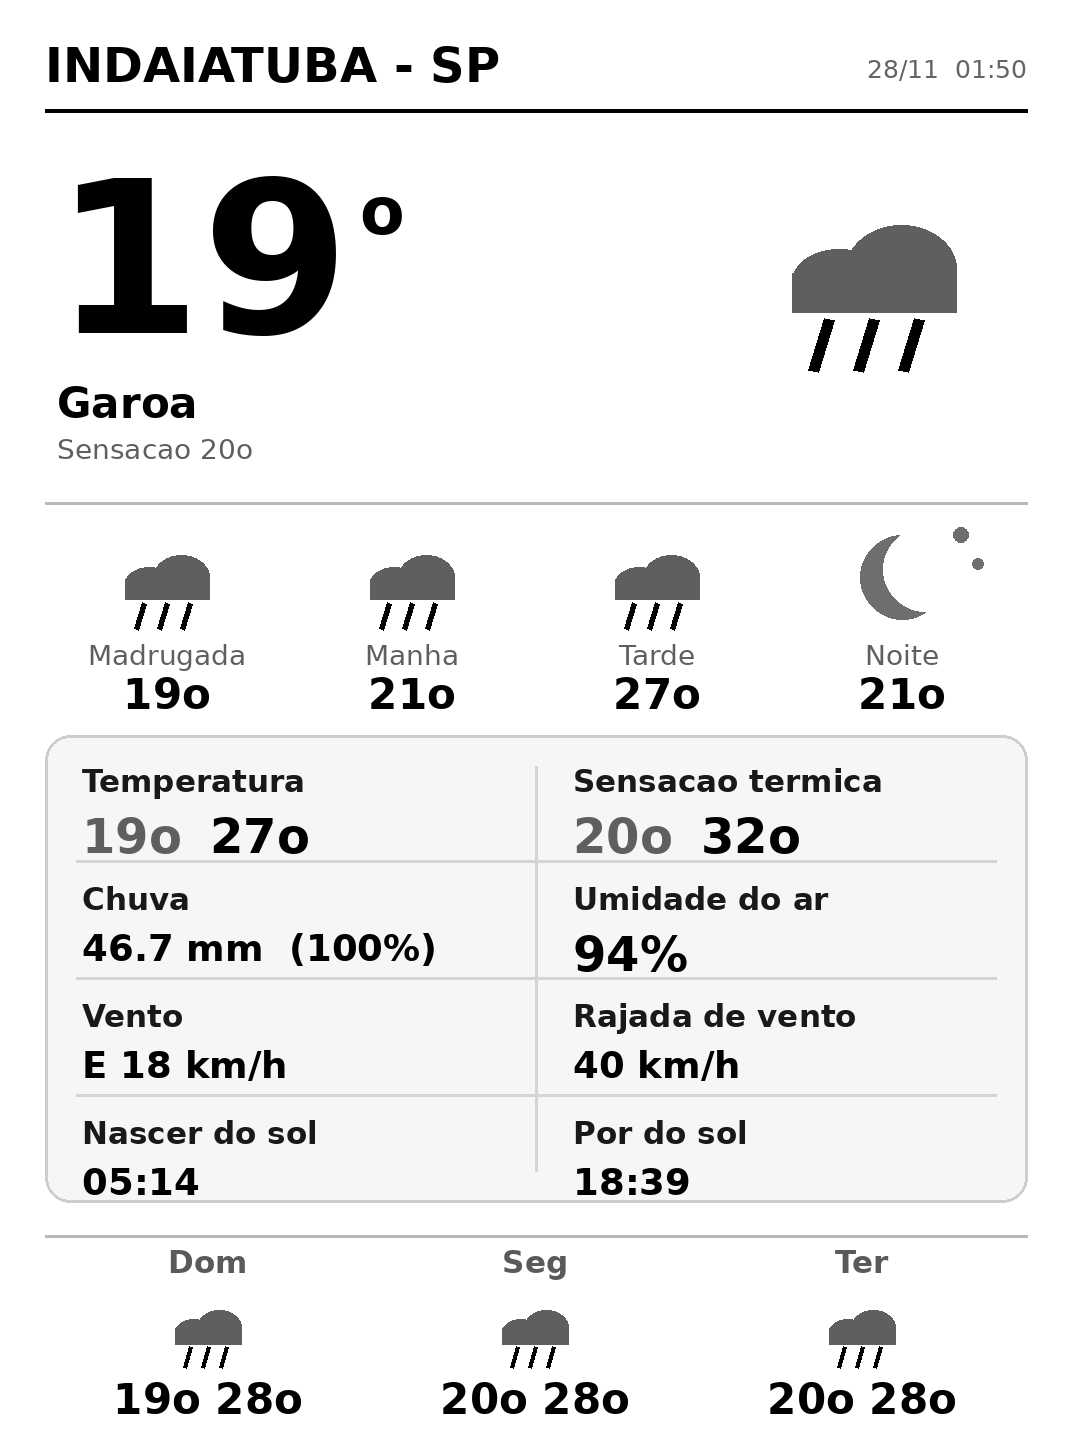 INDAIATUBA - SP 28/11 01:50
19o
Garoa
Sensacao 20o
Madrugada Manha Tarde Noite
19o 21o 27o 21o
Temperatura Sensacao termica
19o 27o 20o 32o
Chuva Umidade do ar
46.7 mm (100%) 94%
Vento Rajada de vento
E 18 km/h 40 km/h
Nascer do sol Por do sol
05:14 18:39
Dom Seg Ter
19o 28o 20o 28o 20o 28o